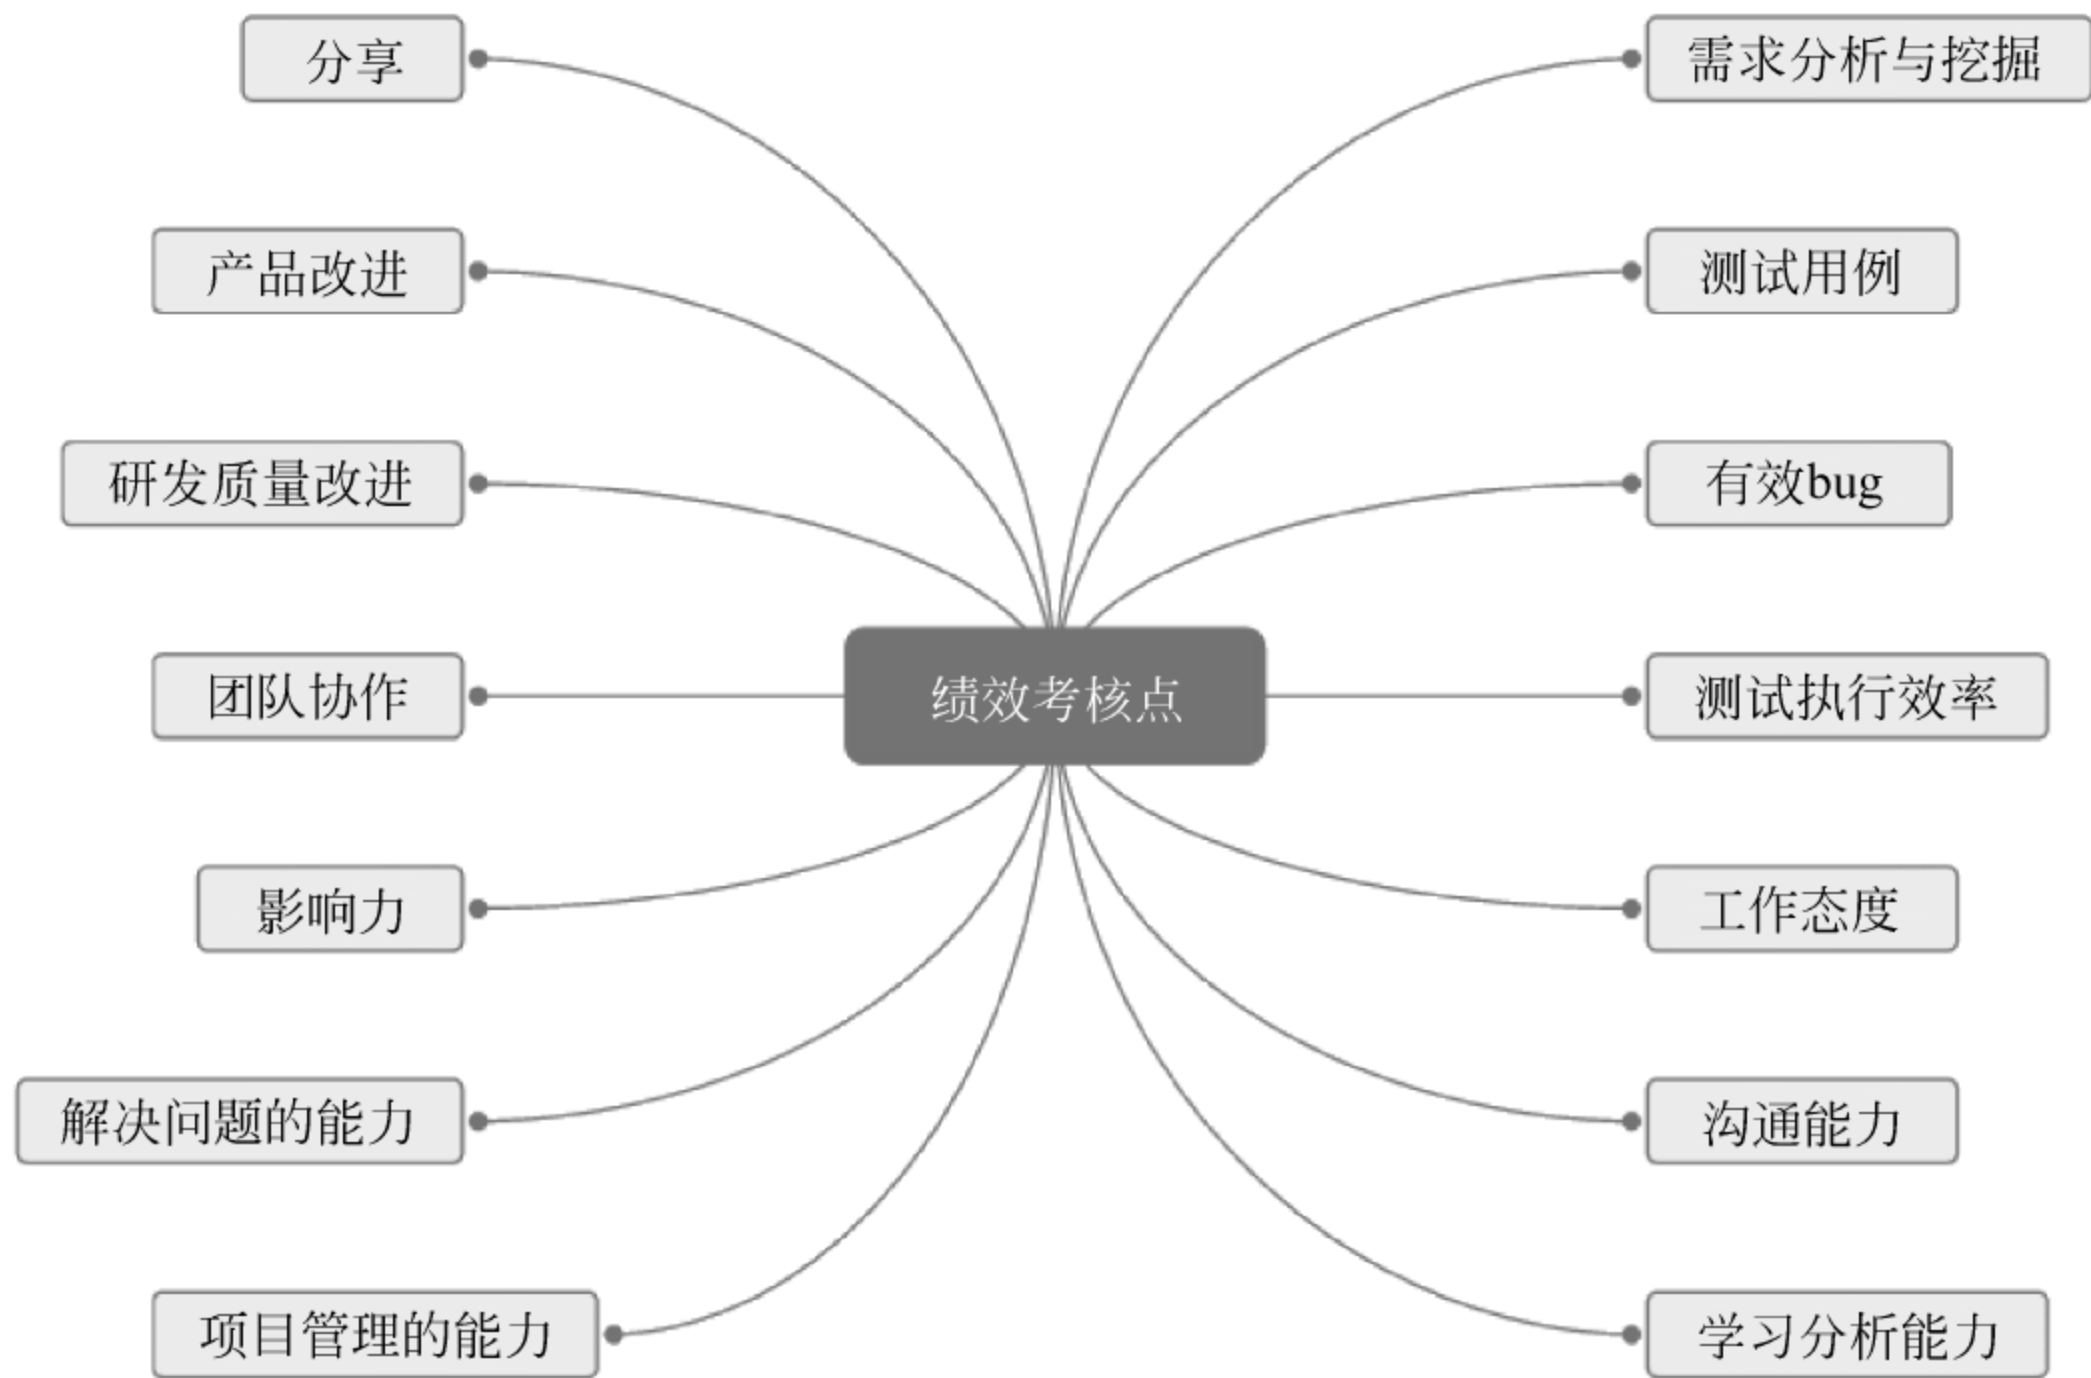 分享
需求分析与挖掘
产品改进
测试用例
研发质量改进
有效bug
团队协作
绩效考核点
测试执行效率
影响力
工作态度
解决问题的能力
沟通能力
项目管理的能力
学习分析能力